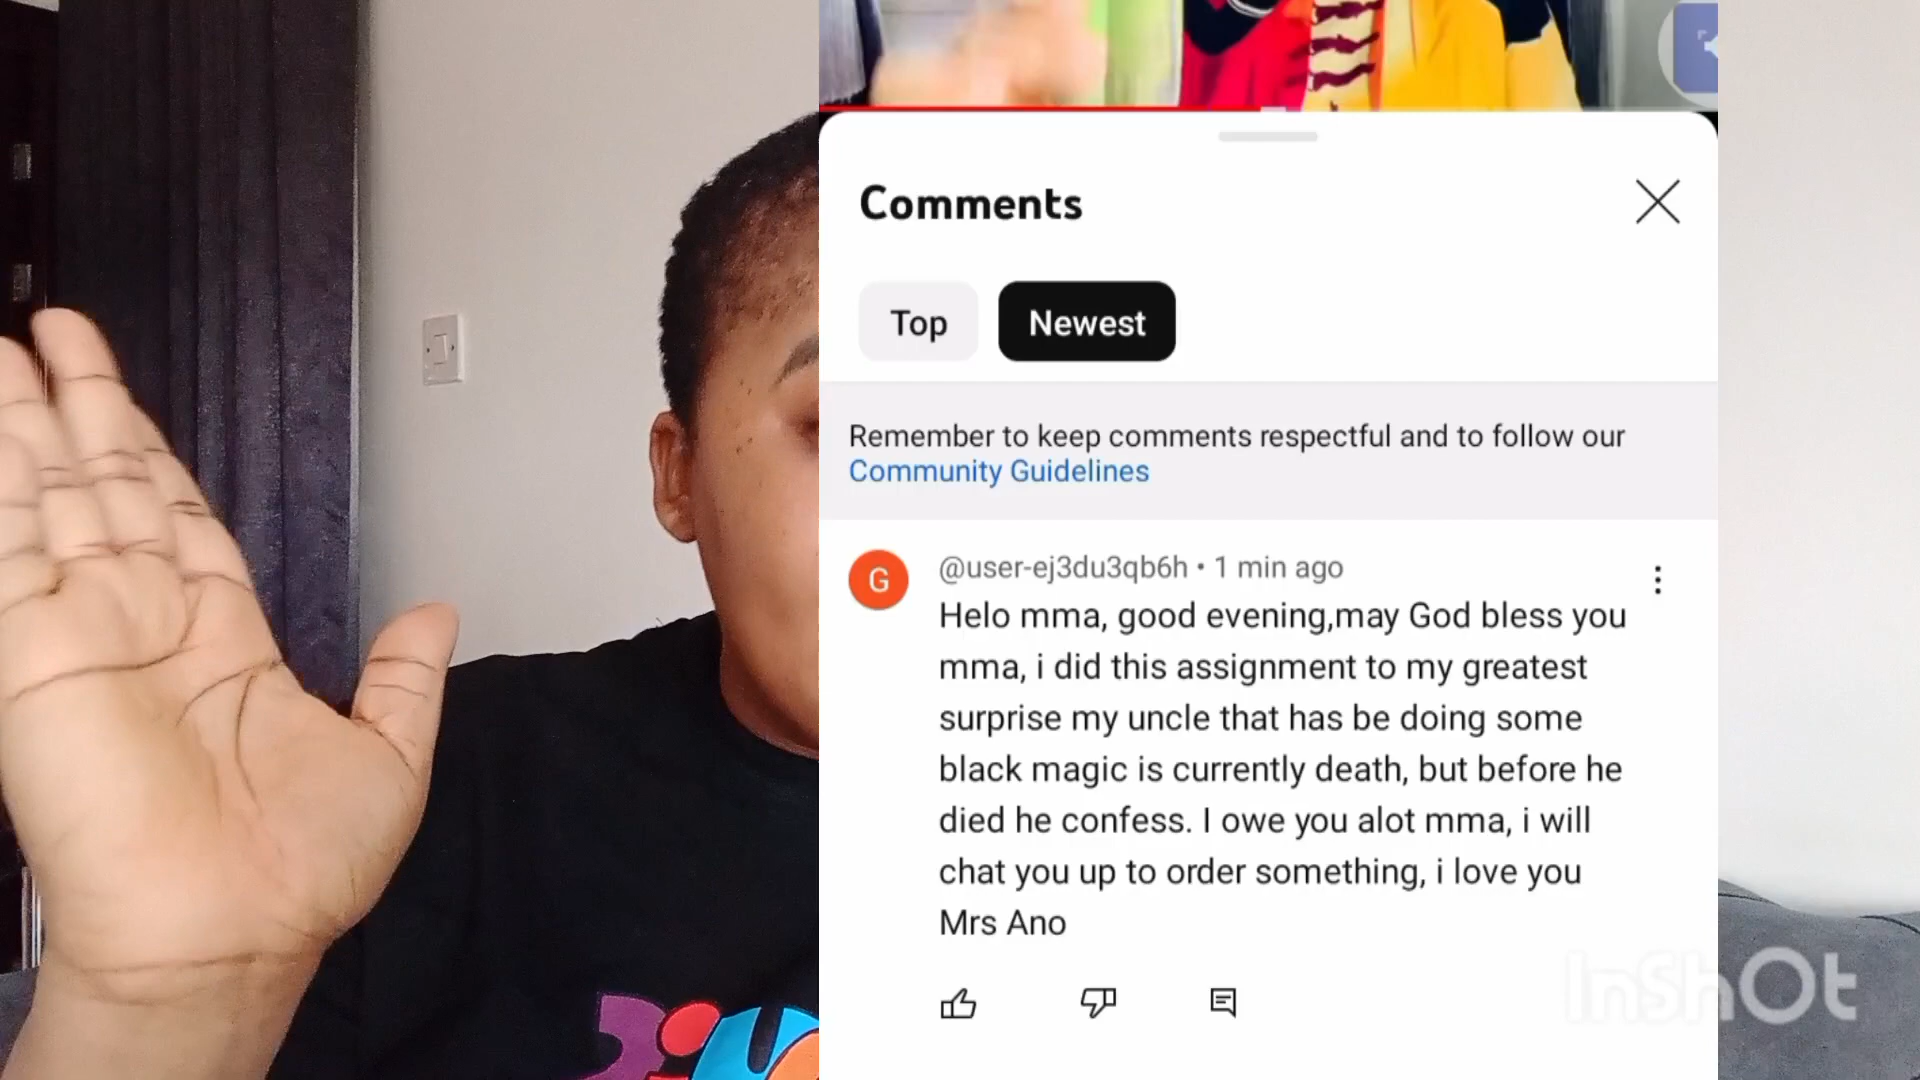 Comments
Top
Newest
Remember to keep comments respectful and to follow our
Community Guidelines
G
@user-ej3du3qb6h • 1 min ago
Helo mma, good evening,may God bless you
mma, i did this assignment to my greatest
surprise my uncle that has be doing some
black magic is currently death, but before he
died he confess. I owe you alot mma, i will
chat you up to order something, i love you
Mrs Ano
InShOt